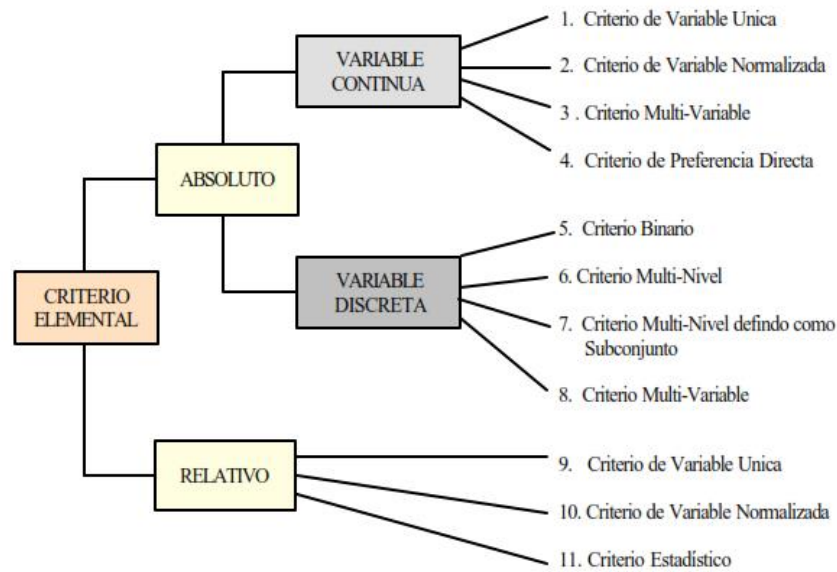 1. Criterio de Variable Unica
VARIABLE
CONTINUA
2. Criterio de Variable Normalizada
3 . Criterio Multi-Variable
4. Criterio de Preferencia Directa
ABSOLUTO
5. Criterio Binario
VARIABLE
DISCRETA
6. Criterio Multi-Nivel
7. Criterio Multi-Nivel defindo como
Subconjunto
8. Criterio Multi-Variable
CRITERIO
ELEMENTAL
RELATIVO
9. Criterio de Variable Unica
10. Criterio de Variable Normalizada
11. Criterio Estadístico